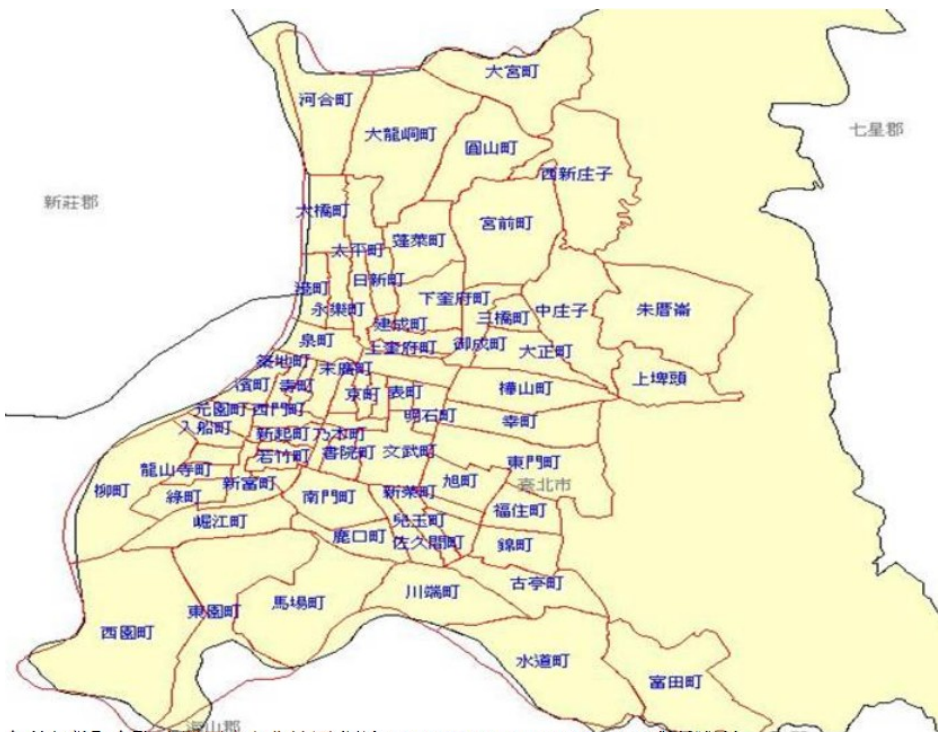 大宮町
河合町
大龍峒町
七星郡
圓山町
西新庄子
新莊郡
大橋町
宮前町
太平町
蓬萊町
日新町
港町
下奎府町
永樂町
三橋町
中庄子
朱厝崙
建成町
泉町
上奎府町
御成町
大正町
築地町
末廣町
上埤頭
濱町
壽町
京町
表町
樺山町
元園町
西門町
明石町
幸町
入船町
新起町
乃木町
若竹町
書院町
文武町
東門町
龍山寺町
旭町
柳町
綠町
新富町
南門町
新榮町
臺北市
福住町
堀江町
兒玉町
鹿口町
佐久間町
錦町
古亭町
川端町
馬場町
東園町
西園町
水道町
富田町
海山郡